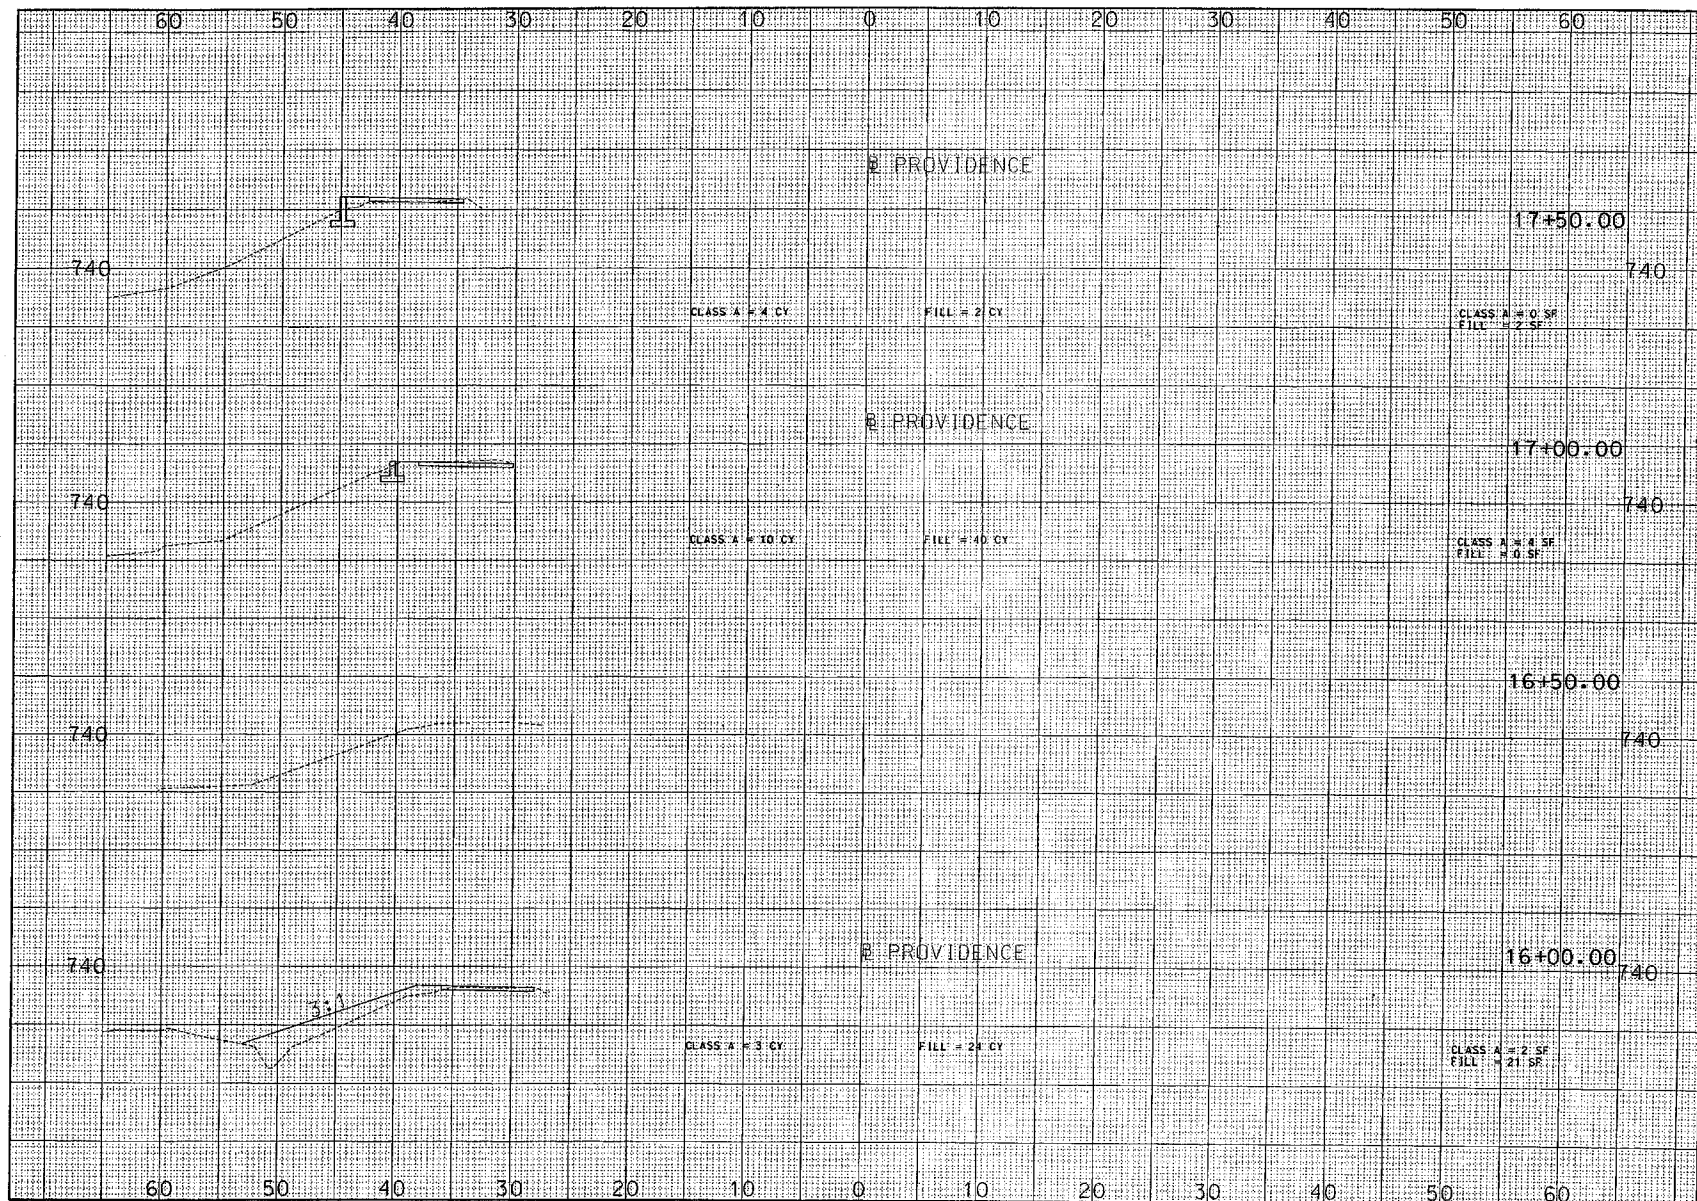 60 50 40 30 20 10 0 10 20 30 40 50 60
℄ PROVIDENCE
17+50.00
740 740
CLASS A = 4 CY FILL = 2 CY CLASS A = 0 SF
FILL = 2 SF
℄ PROVIDENCE
17+00.00
740 740
CLASS A = 10 CY FILL = 40 CY CLASS A = 4 SF
FILL = 0 SF
16+50.00
740 740
℄ PROVIDENCE 16+00.00
740 740
3:1
CLASS A = 3 CY FILL = 24 CY CLASS A = 2 SF
FILL = 21 SF
60 50 40 30 20 10 0 10 20 30 40 50 60